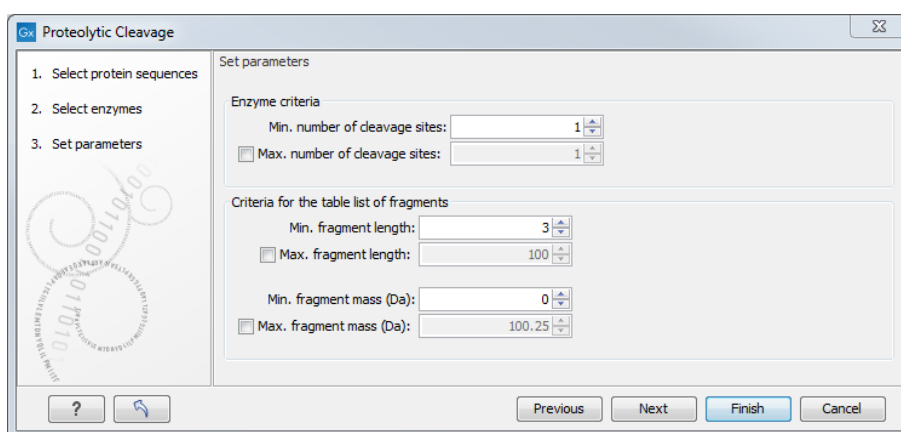 Gx Proteolytic Cleavage
1. Select protein sequences
2. Select enzymes
3. Set parameters
Set parameters
Enzyme criteria
Min. number of cleavage sites: 1
Max. number of cleavage sites: 1
Criteria for the table list of fragments
Min. fragment length: 3
Max. fragment length: 100
Min. fragment mass (Da): 0
Max. fragment mass (Da): 100.25
? Previous Next Finish Cancel